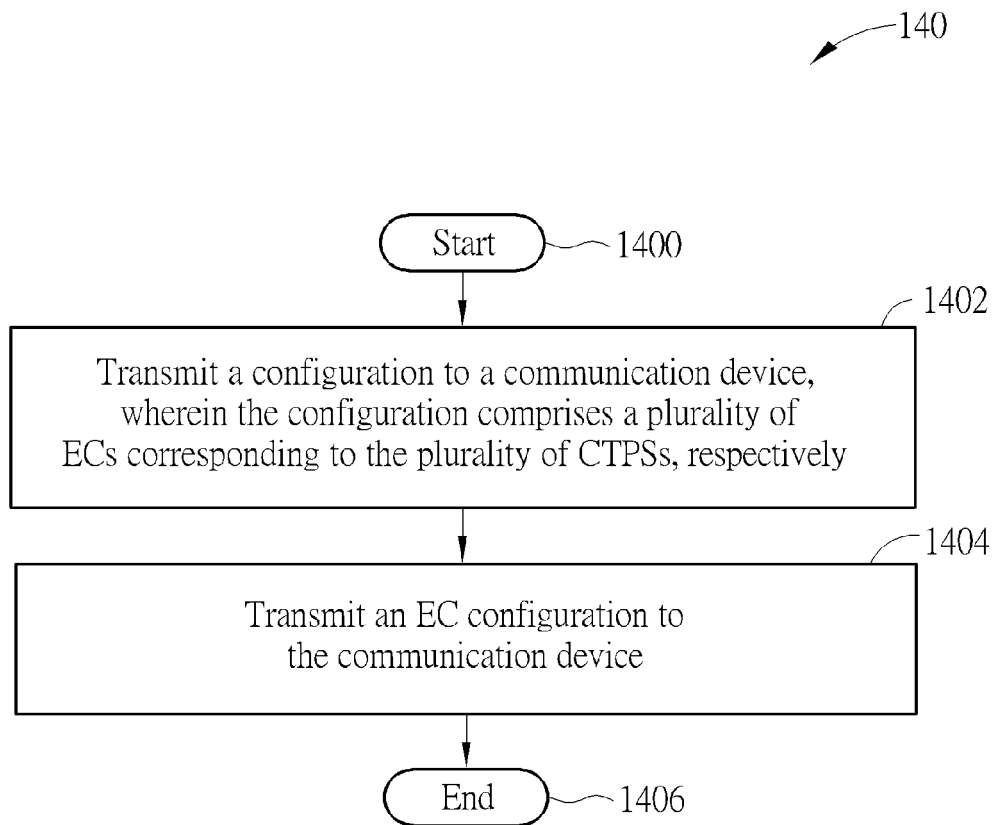 140
Start
1400
1402
Transmit a configuration to a communication device,
wherein the configuration comprises a plurality of
ECs corresponding to the plurality of CTPSs, respectively
1404
Transmit an EC configuration to
the communication device
End
1406